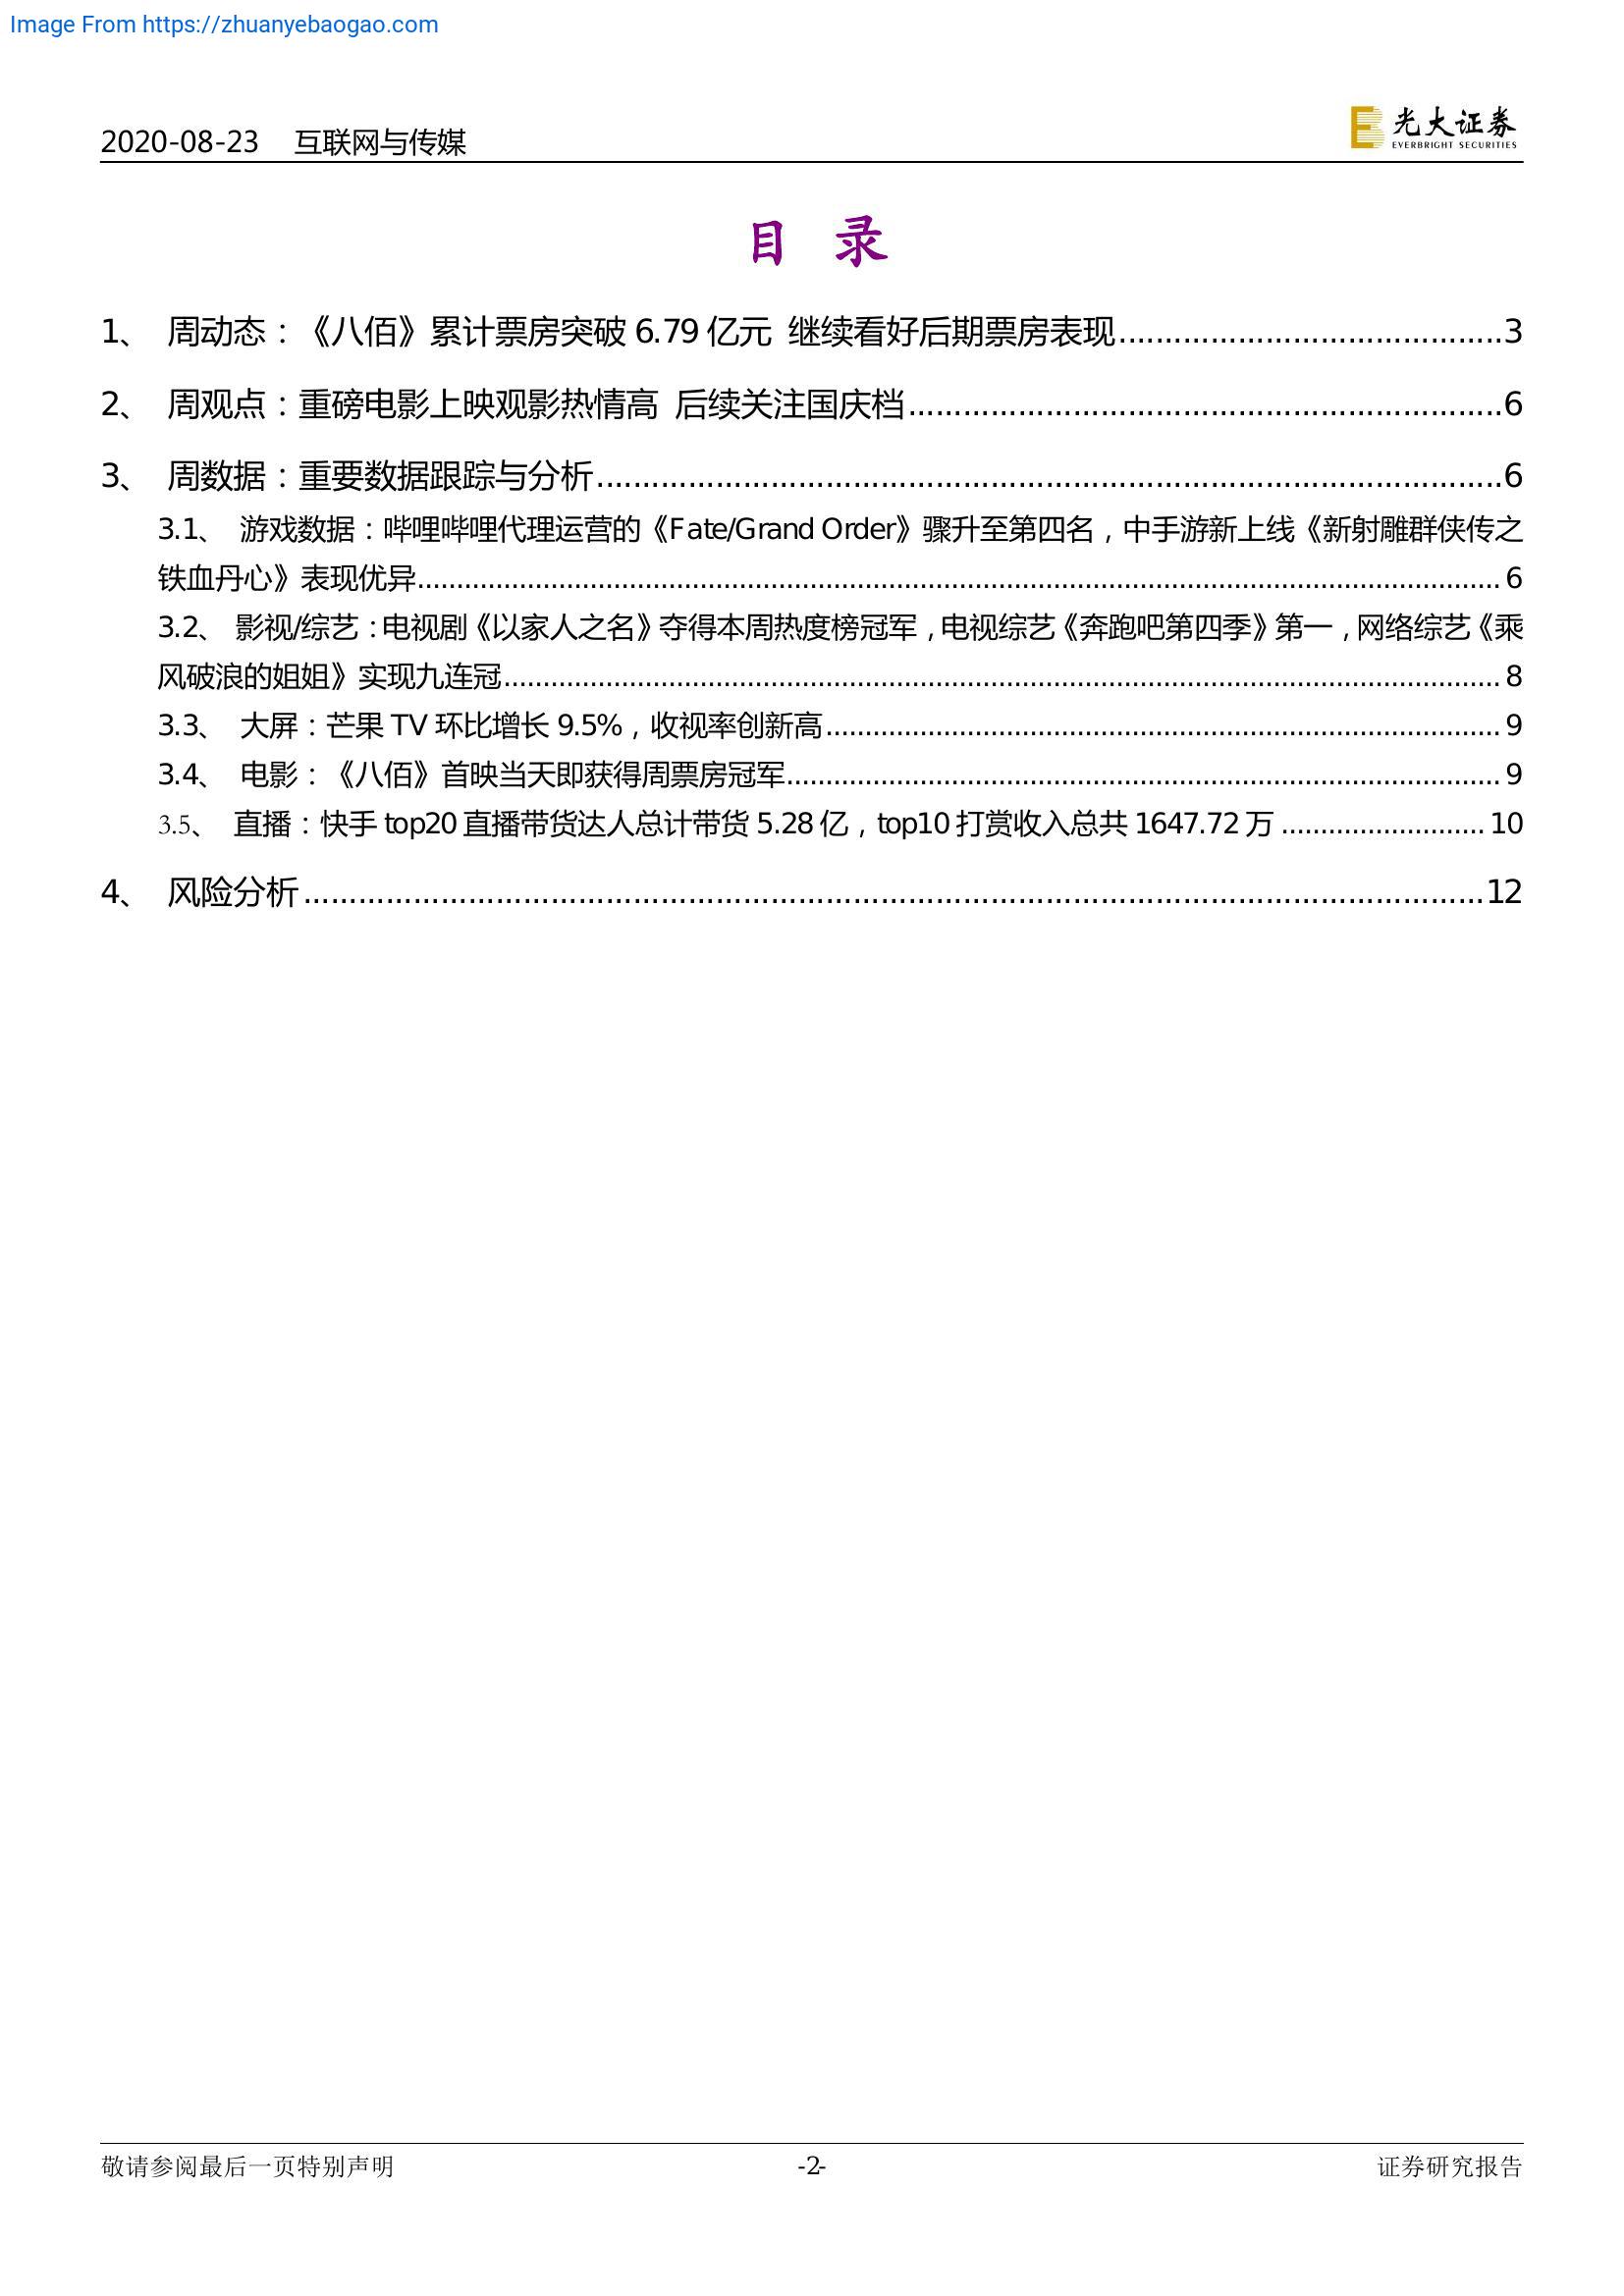 Image From https://zhuanyebaogao.com
2020-08-23 互联网与传媒
光大证券
EVERBRIGHT SECURITIES
目 录
1、 周动态：《八佰》累计票房突破 6.79 亿元 继续看好后期票房表现..........................................3
2、 周观点：重磅电影上映观影热情高 后续关注国庆档.................................................................6
3、 周数据：重要数据跟踪与分析...................................................................................................6
3.1、 游戏数据：哔哩哔哩代理运营的《Fate/Grand Order》骤升至第四名，中手游新上线《新射雕群侠传之
铁血丹心》表现优异..........................................................................................................................................6
3.2、 影视/综艺：电视剧《以家人之名》夺得本周热度榜冠军，电视综艺《奔跑吧第四季》第一，网络综艺《乘
风破浪的姐姐》实现九连冠...............................................................................................................................8
3.3、 大屏：芒果 TV 环比增长 9.5%，收视率创新高......................................................................................9
3.4、 电影：《八佰》首映当天即获得周票房冠军...........................................................................................9
3.5、 直播：快手 top20 直播带货达人总计带货 5.28 亿，top10 打赏收入总共 1647.72 万 .......................... 10
4、 风险分析.................................................................................................................................12
敬请参阅最后一页特别声明 -2- 证券研究报告